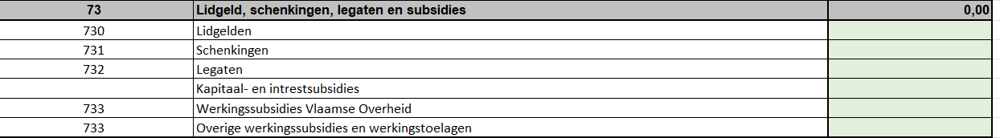 73 Lidgeld, schenkingen, legaten en subsidies 0,00
730 Lidgelden
731 Schenkingen
732 Legaten
Kapitaal- en intrestsubsidies
733 Werkingssubsidies Vlaamse Overheid
733 Overige werkingssubsidies en werkingstoelagen